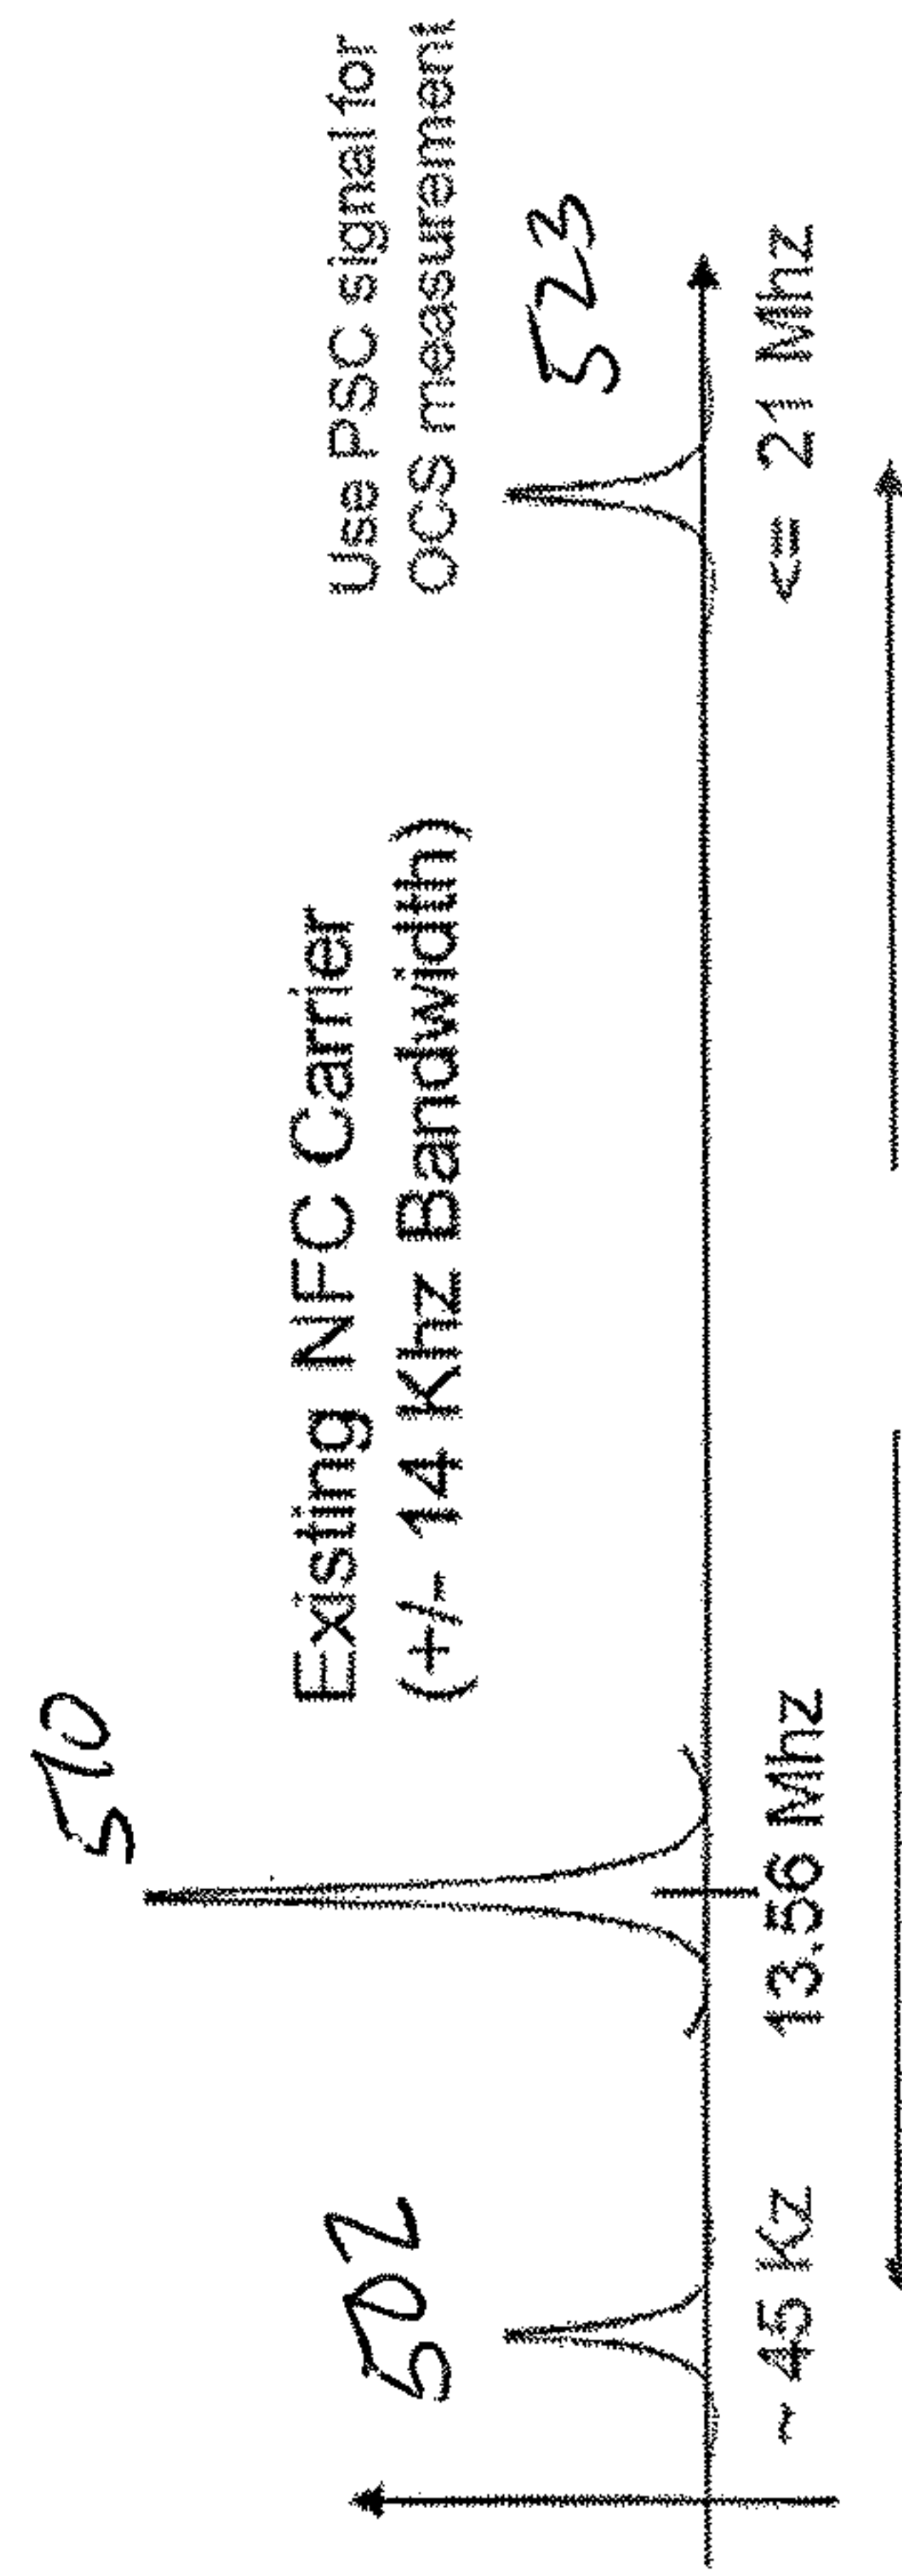 510
Existing NFC Carrier
(+/- 14 Khz Bandwidth)
Use PSC signal for
OCS measurement
502
523
~ 45 Kz
13.56 Mhz
<= 21 Mhz